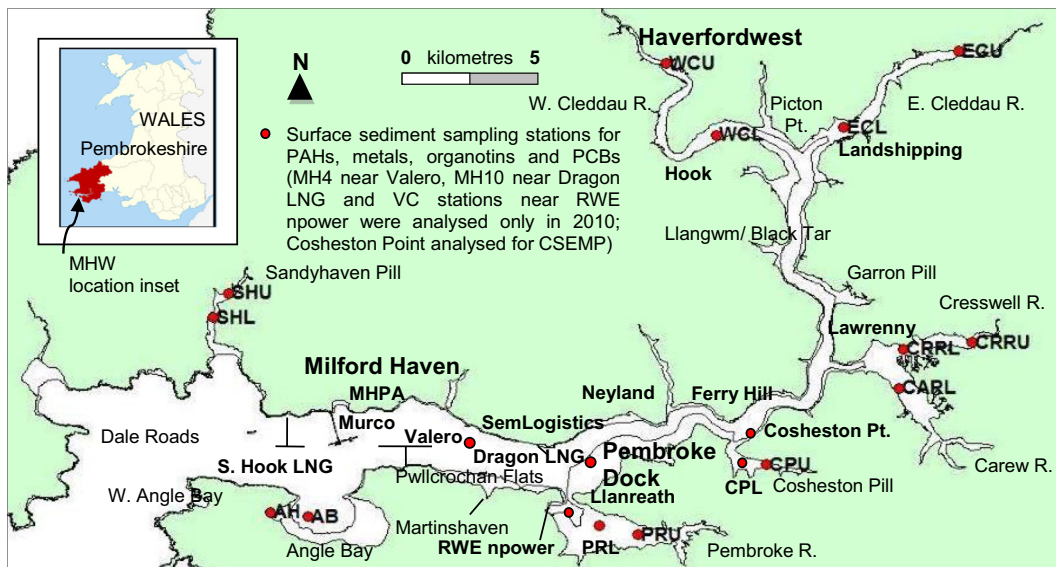 Haverfordwest
0 kilometres 5
N
WCU
ECU
W. Cleddau R.
Picton
Pt.
E. Cleddau R.
WALES
Pembrokeshire
Surface sediment sampling stations for
PAHs, metals, organotins and PCBs
(MH4 near Valero, MH10 near Dragon
LNG and VC stations near RWE
npower were analysed only in 2010;
Cosheston Point analysed for CSEMP)
WCL
ECL
Landshipping
Hook
Llangwm/ Black Tar
MHW
location inset
Sandyhaven Pill
SHU
SHL
Garron Pill
Cresswell R.
Lawrenny
CRRL
CRRU
CARL
Milford Haven
MHPA
Neyland
Ferry Hill
Murco
SemLogistics
Valero
Dale Roads
Cosheston Pt.
Dragon LNG
Pembroke
Dock
S. Hook LNG
Pwllcrochan Flats
CPU
CPL
Cosheston Pill
Carew R.
Llanreath
W. Angle Bay
AH
AB
Angle Bay
Martinshaven
RWE npower
PRL
PRU
Pembroke R.